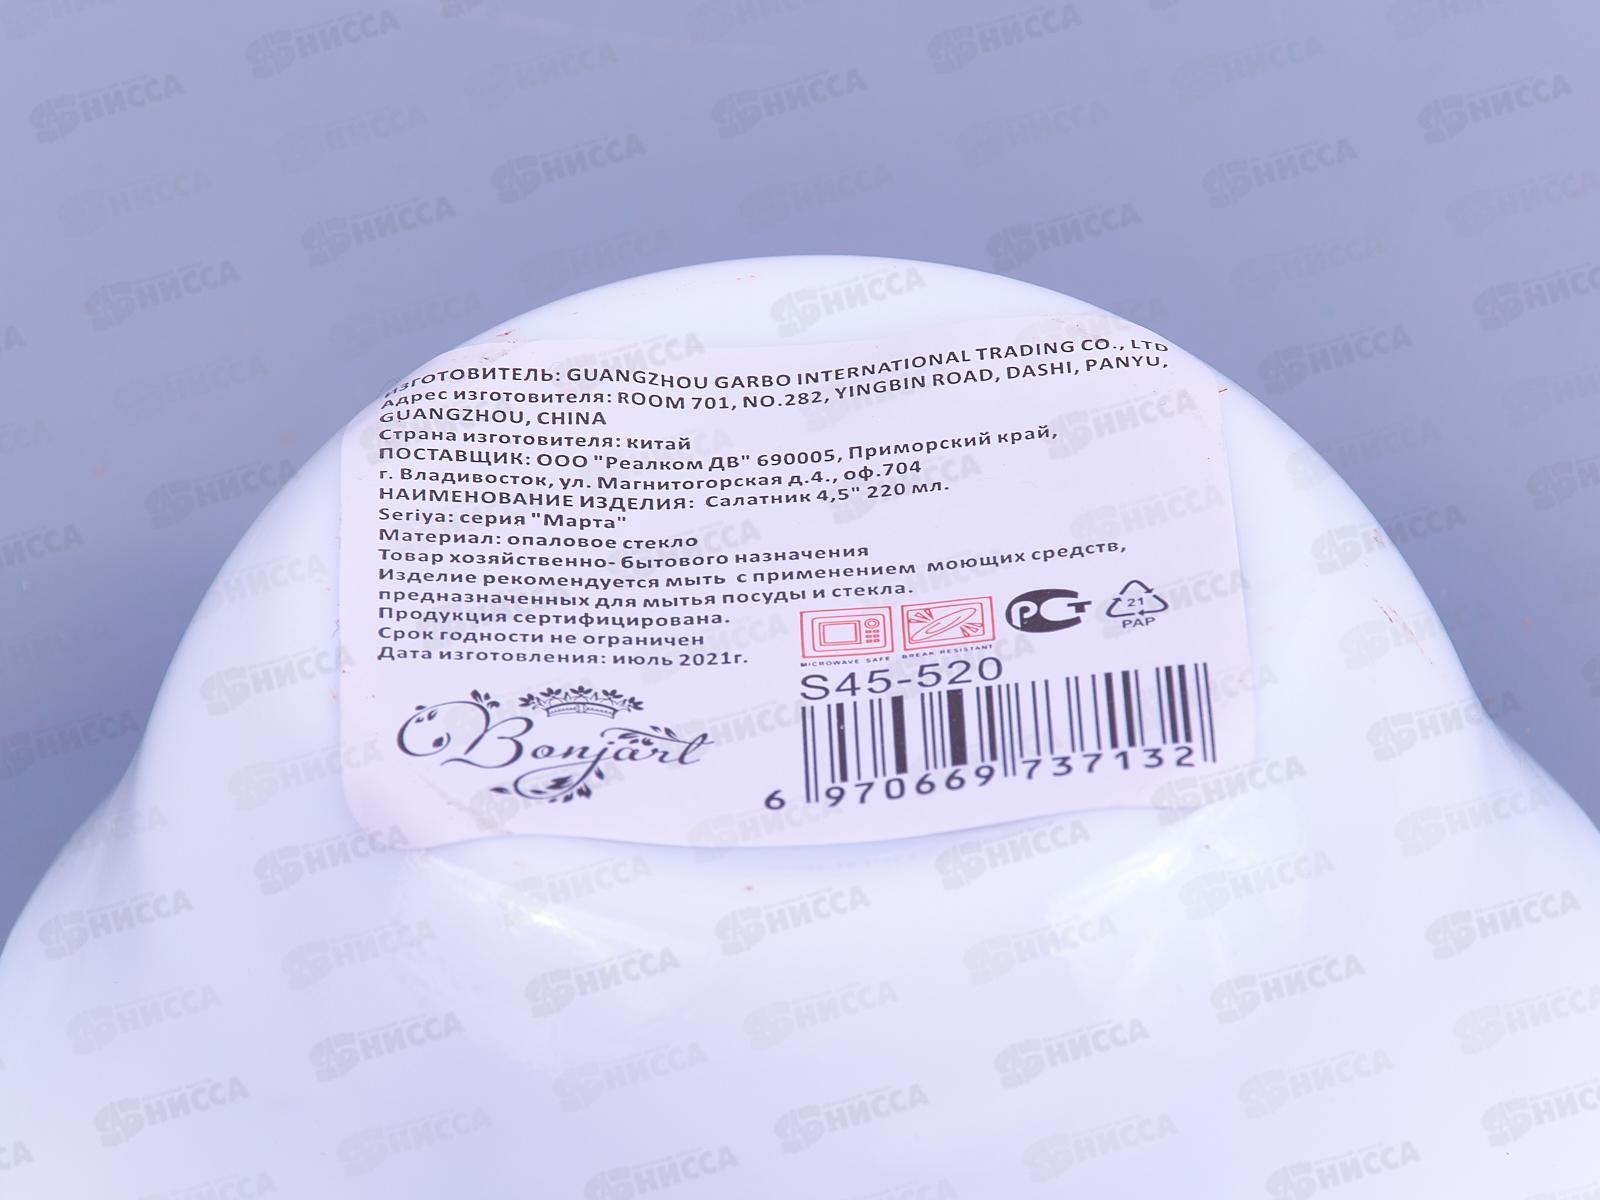 ИЗГОТОВИТЕЛЬ: GUANGZHOU GARBO INTERNATIONAL TRADING CO., LTD
Адрес изготовителя: ROOM 701, NO.282, YINGBIN ROAD, DASHI, PANYU,
GUANGZHOU, CHINA
Страна изготовителя: китай
ПОСТАВЩИК: ООО "Реалком ДВ" 690005, Приморский край,
г. Владивосток, ул. Магнитогорская д.4., оф.704
НАИМЕНОВАНИЕ ИЗДЕЛИЯ: Салатник 4,5" 220 мл.
Seriya: серия "Марта"
Материал: опаловое стекло
Товар хозяйственно- бытового назначения
Изделие рекомендуется мыть с применением моющих средств,
предназначенных для мытья посуды и стекла.
Продукция сертифицирована.
Срок годности не ограничен
Дата изготовления: июль 2021г.
MICROWAVE SAFE
BREAK RESISTANT
РСТ
21
PAP
S45-520
Bonjart
6 970669 737132
НИССА